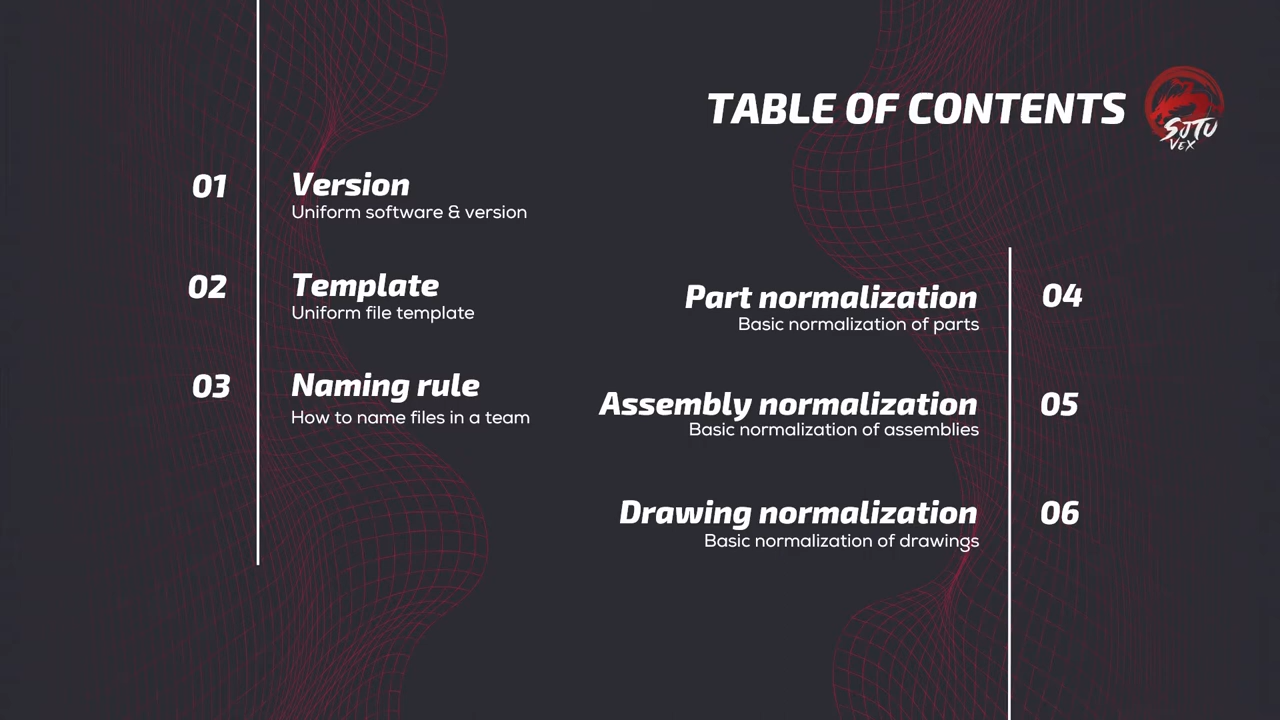 TABLE OF CONTENTS
SJTU
VEX
01
Version
Uniform software & version
02
Template
Uniform file template
03
Naming rule
How to name files in a team
Part normalization
04
Basic normalization of parts
Assembly normalization
05
Basic normalization of assemblies
Drawing normalization
06
Basic normalization of drawings